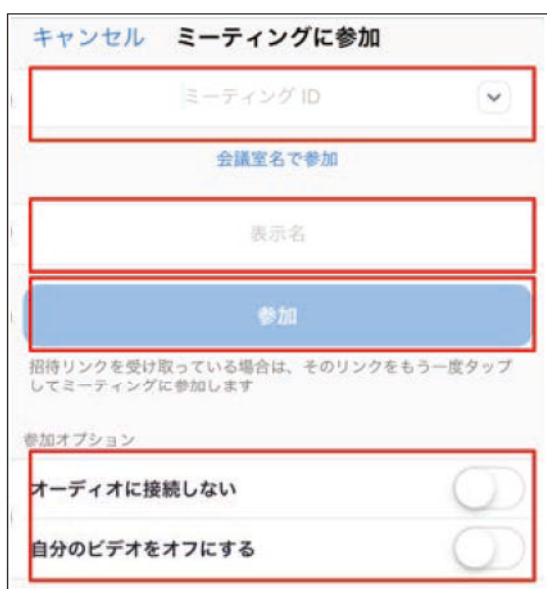 キャンセル ミーティングに参加
ミーティング ID
会議室名で参加
表示名
参加
招待リンクを受け取っている場合は、そのリンクをもう一度タップ
してミーティングに参加します
参加オプション
オーディオに接続しない
自分のビデオをオフにする